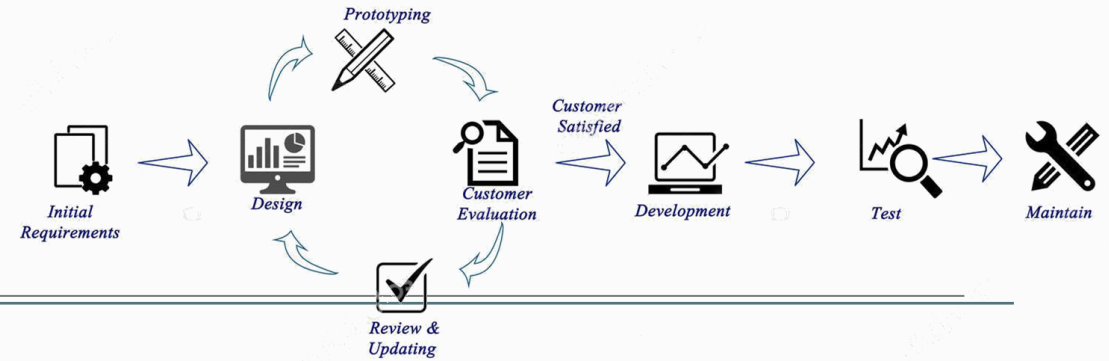 Prototyping
Customer
Satisfied
Initial
Requirements
Design
Customer
Evaluation
Development
Test
Maintain
Review &
Updating